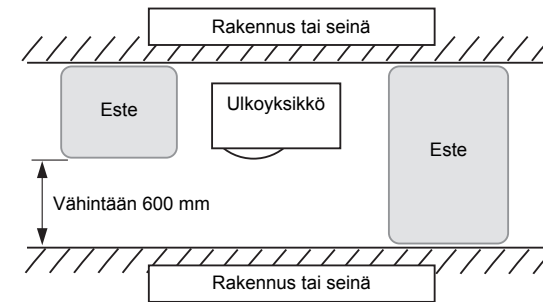 Rakennus tai seinä
Este
Ulkoyksikkö
Este
Vähintään 600 mm
Rakennus tai seinä